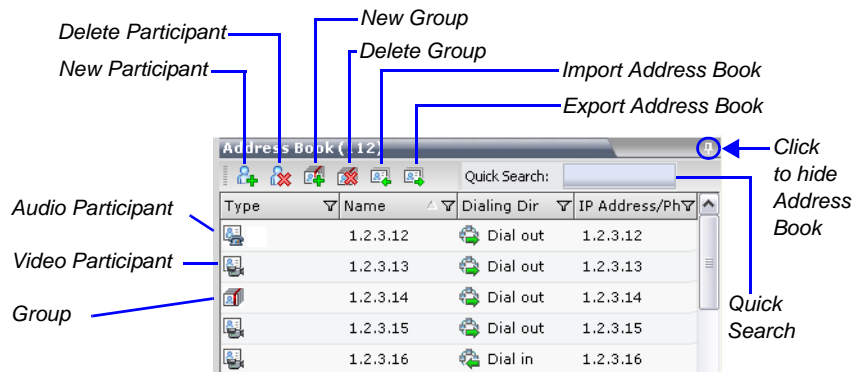 New Group
Delete Participant
Delete Group
New Participant
Import Address Book
Export Address Book
Address Book (112)
Click
to hide
Address
Book
Quick Search:
Type Name Dialing Dir IP Address/Ph
Audio Participant
1.2.3.12 Dial out 1.2.3.12
Video Participant
1.2.3.13 Dial out 1.2.3.13
Group
1.2.3.14 Dial out 1.2.3.14
Quick
Search
1.2.3.15 Dial out 1.2.3.15
1.2.3.16 Dial in 1.2.3.16